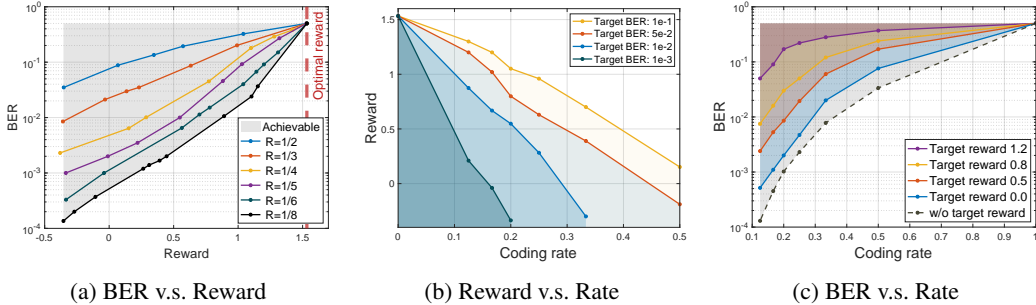 10^0
10^-1
10^-2
10^-3
10^-4
BER
-0.5
0
0.5
1
1.5
2
Reward
Optimal reward
Achievable
R=1/2
R=1/3
R=1/4
R=1/5
R=1/6
R=1/8
(a) BER v.s. Reward
1.5
1
0.5
0
Reward
0
0.1
0.2
0.3
0.4
0.5
Coding rate
Target BER: 1e-1
Target BER: 5e-2
Target BER: 1e-2
Target BER: 1e-3
(b) Reward v.s. Rate
10^0
10^-1
10^-2
10^-3
10^-4
BER
0.1
0.2
0.3
0.4
0.5
0.6
0.7
0.8
0.9
1
Coding rate
Target reward 1.2
Target reward 0.8
Target reward 0.5
Target reward 0.0
w/o target reward
(c) BER v.s. Rate